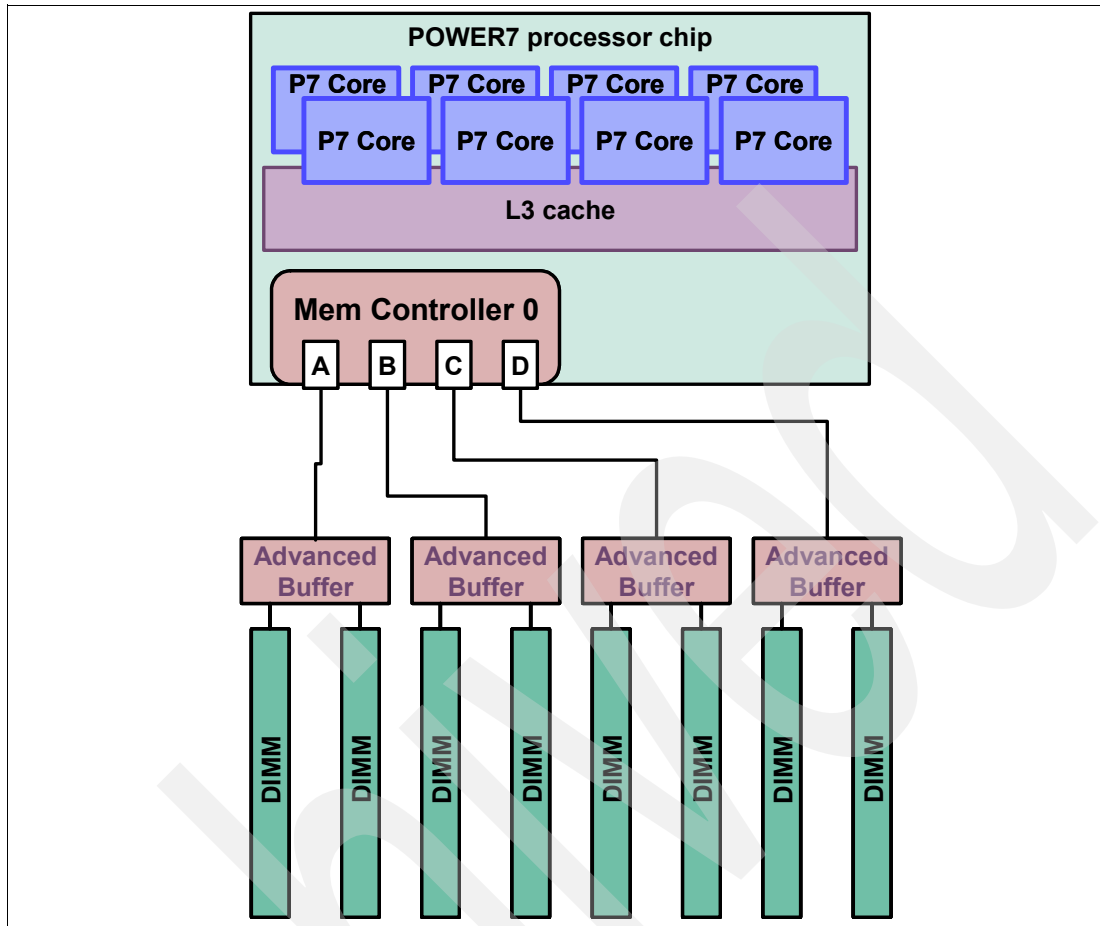 POWER7 processor chip
P7 Core P7 Core P7 Core P7 Core
P7 Core P7 Core P7 Core P7 Core
L3 cache
Mem Controller 0
A B C D
Advanced Buffer
Advanced Buffer
Advanced Buffer
Advanced Buffer
DIMM DIMM DIMM DIMM DIMM DIMM DIMM DIMM